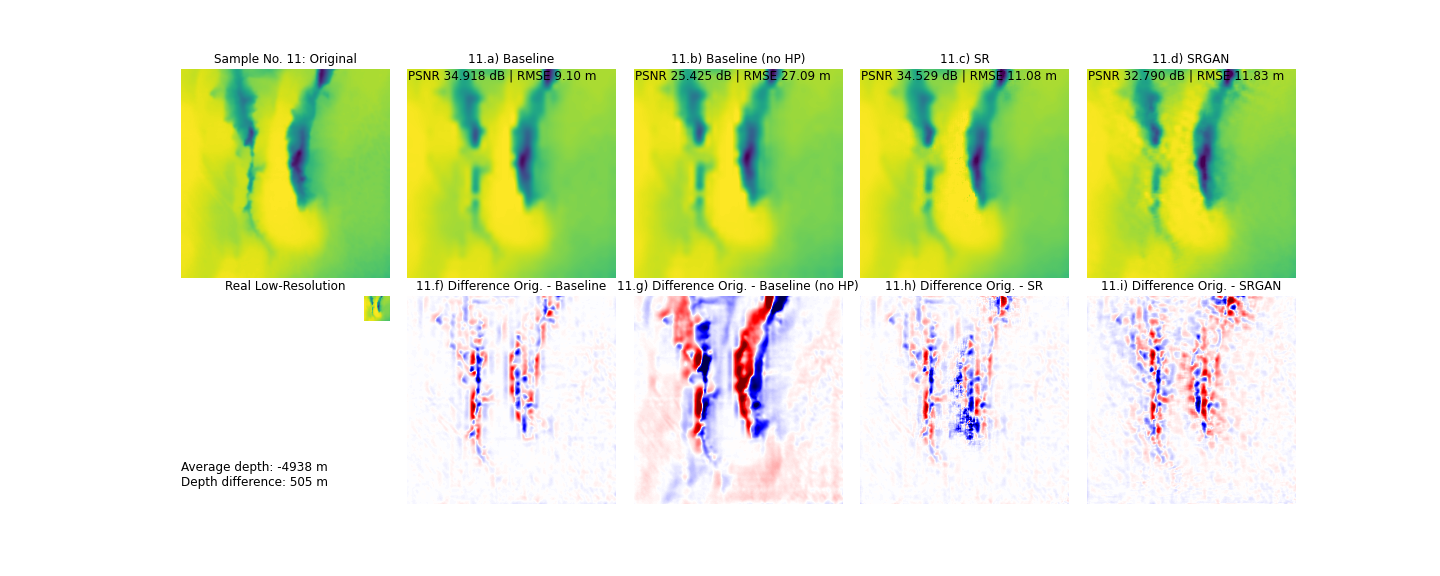 Sample No. 11: Original
11.a) Baseline
11.b) Baseline (no HP)
11.c) SR
11.d) SRGAN
PSNR 34.918 dB | RMSE 9.10 m
PSNR 25.425 dB | RMSE 27.09 m
PSNR 34.529 dB | RMSE 11.08 m
PSNR 32.790 dB | RMSE 11.83 m
Real Low-Resolution
11.f) Difference Orig. - Baseline
11.g) Difference Orig. - Baseline (no HP)
11.h) Difference Orig. - SR
11.i) Difference Orig. - SRGAN
Average depth: -4938 m
Depth difference: 505 m